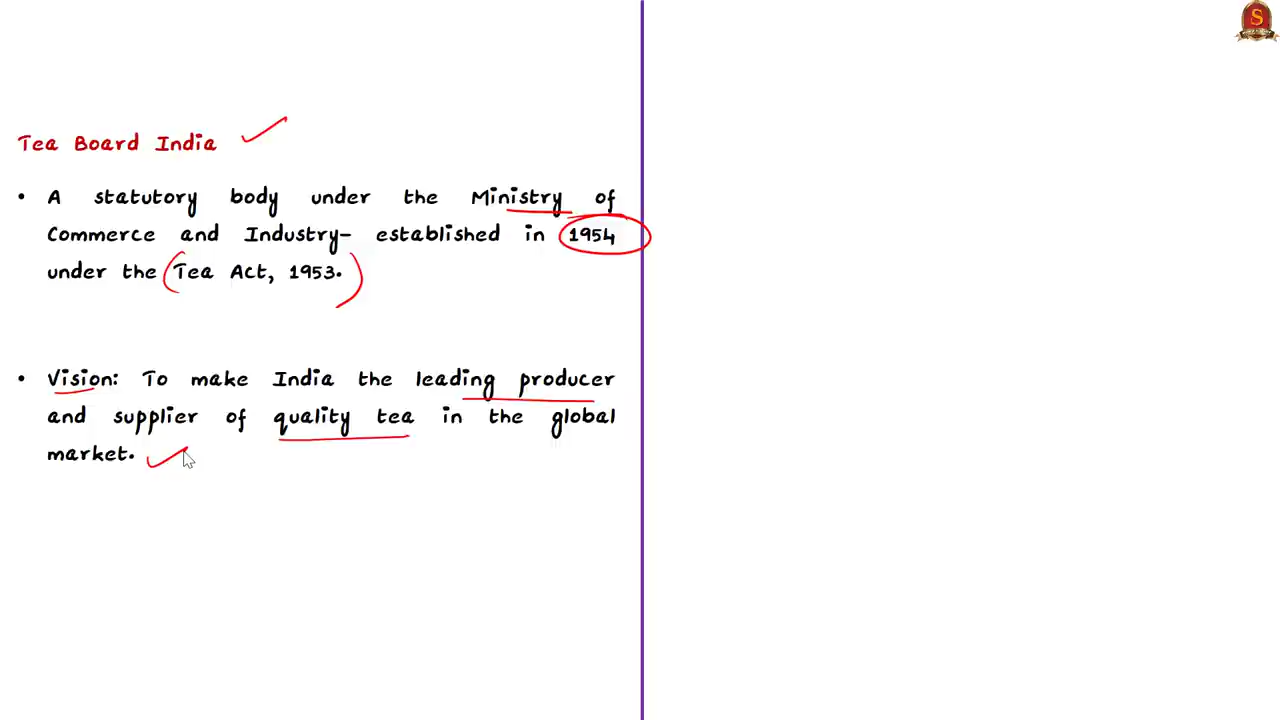 Tea Board India
• A statutory body under the Ministry of
Commerce and Industry- established in 1954
under the Tea Act, 1953.
• Vision: To make India the leading producer
and supplier of quality tea in the global
market.
S